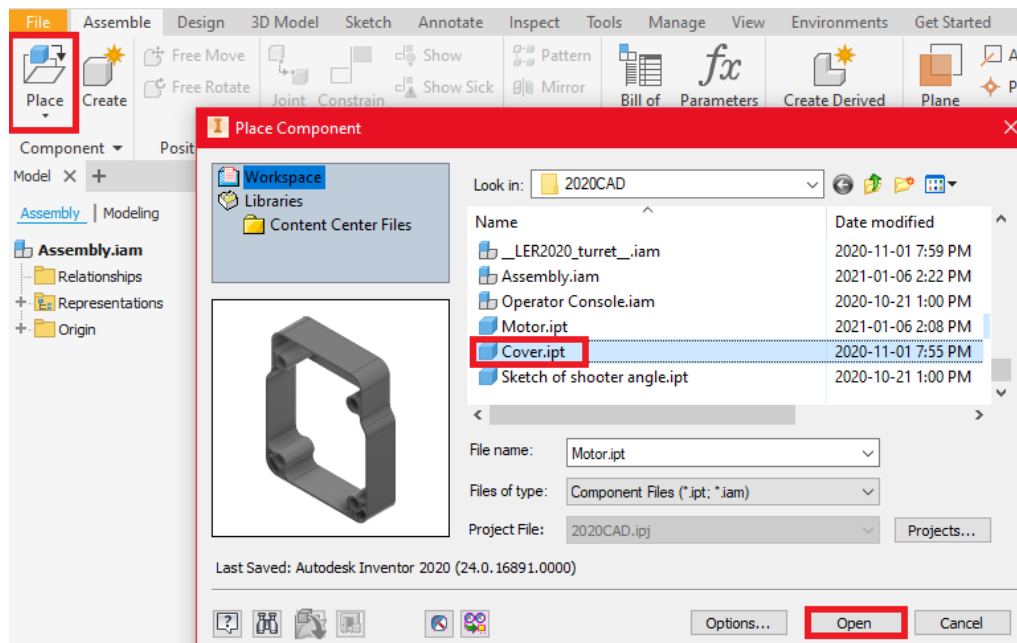 File Assemble Design 3D Model Sketch Annotate Inspect Tools Manage View Environments Get Started
Free Move Show Pattern A
Free Rotate Show Sick Mirror P
Place Create Joint Constrain Bill of Parameters Create Derived Plane
Component Posit
Place Component
Model +
Assembly | Modeling
Assembly.iam
Relationships
Representations
Origin
Workspace
Libraries
Content Center Files
Look in: 2020CAD
Name Date modified
__LER2020_turret__.iam 2020-11-01 7:59 PM
Assembly.iam 2021-01-06 2:22 PM
Operator Console.iam 2020-10-21 1:00 PM
Motor.ipt 2021-01-06 2:08 PM
Cover.ipt 2020-11-01 7:55 PM
Sketch of shooter angle.ipt 2020-10-21 1:00 PM
File name: Motor.ipt
Files of type: Component Files (*.ipt; *.iam)
Project File: 2020CAD.ipj Projects...
Last Saved: Autodesk Inventor 2020 (24.0.16891.0000)
Options... Open Cancel